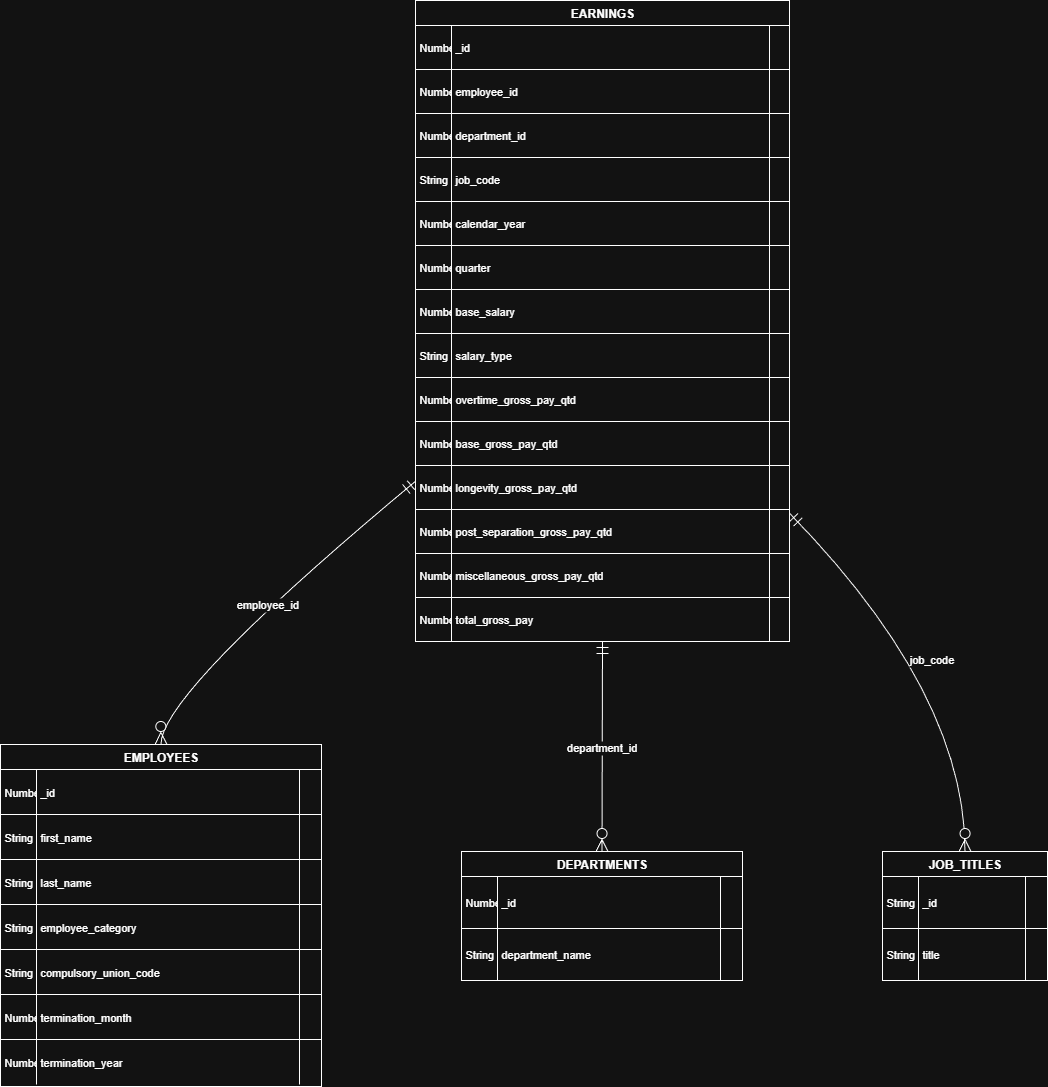 EARNINGS
Numbe _id
Numbe employee_id
Numbe department_id
String job_code
Numbe calendar_year
Numbe quarter
Numbe base_salary
String salary_type
Numbe overtime_gross_pay_qtd
Numbe base_gross_pay_qtd
Numbe longevity_gross_pay_qtd
Numbe post_separation_gross_pay_qtd
Numbe miscellaneous_gross_pay_qtd
Numbe total_gross_pay
employee_id
job_code
department_id
EMPLOYEES
Numbe _id
String first_name
String last_name
String employee_category
String compulsory_union_code
Numbe termination_month
Numbe termination_year
DEPARTMENTS
Numbe _id
String department_name
JOB_TITLES
String _id
String title